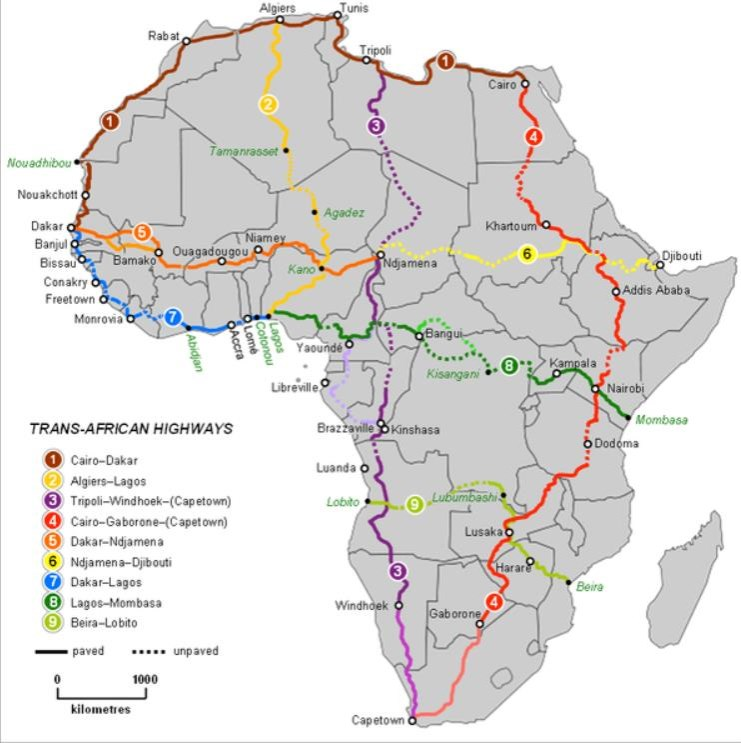 Algiers
Tunis
Rabat
Tripoli
1
Cairo
2
1
3
4
Tamanrasset
Nouadhibou
Nouakchott
Agadez
Dakar
5
Niamey
Khartoum
Banjul
Ouagadougou
6
Djibouti
Bissau
Bamako
Kano
Ndjamena
Conakry
Addis Ababa
Freetown
7
Monrovia
Abidjan
Accra
Lomé
Cotonou
Lagos
Yaoundé
Bangui
8
Kampala
Kisangani
Libreville
Nairobi
Mombasa
Brazzaville
Kinshasa
Dodoma
Luanda
Lobito
9
Lubumbashi
Lusaka
Harare
3
Beira
4
Windhoek
Gaborone
Capetown
TRANS-AFRICAN HIGHWAYS
1 Cairo–Dakar
2 Algiers–Lagos
3 Tripoli–Windhoek–(Capetown)
4 Cairo–Gaborone–(Capetown)
5 Dakar–Ndjamena
6 Ndjamena–Djibouti
7 Dakar–Lagos
8 Lagos–Mombasa
9 Beira–Lobito
paved unpaved
0 1000
kilometres